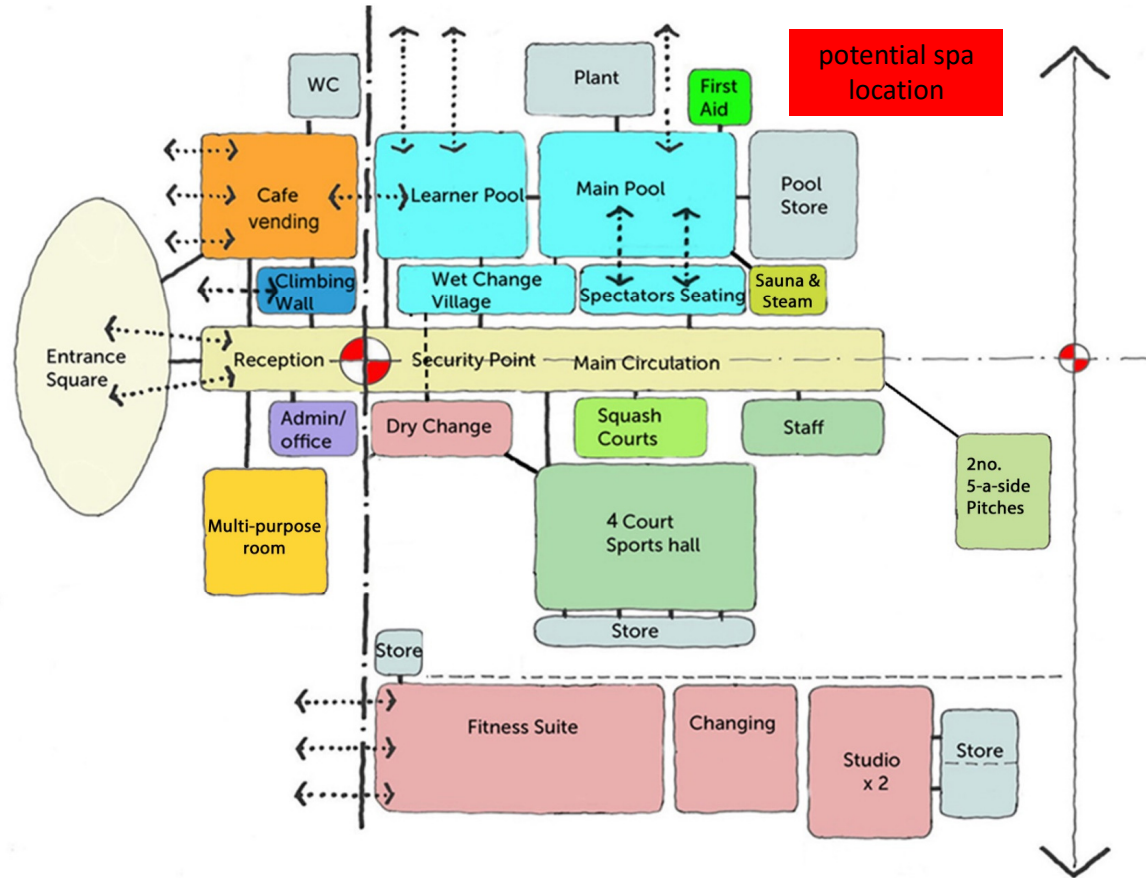 potential spa
location
WC
Plant
First
Aid
Cafe
vending
Learner Pool
Main Pool
Pool
Store
Climbing
Wall
Wet Change
Village
Spectators Seating
Sauna &
Steam
Entrance
Square
Reception
Security Point
Main Circulation
Admin/
office
Dry Change
Squash
Courts
Staff
2no.
5-a-side
Pitches
Multi-purpose
room
4 Court
Sports hall
Store
Store
Fitness Suite
Changing
Studio
x 2
Store